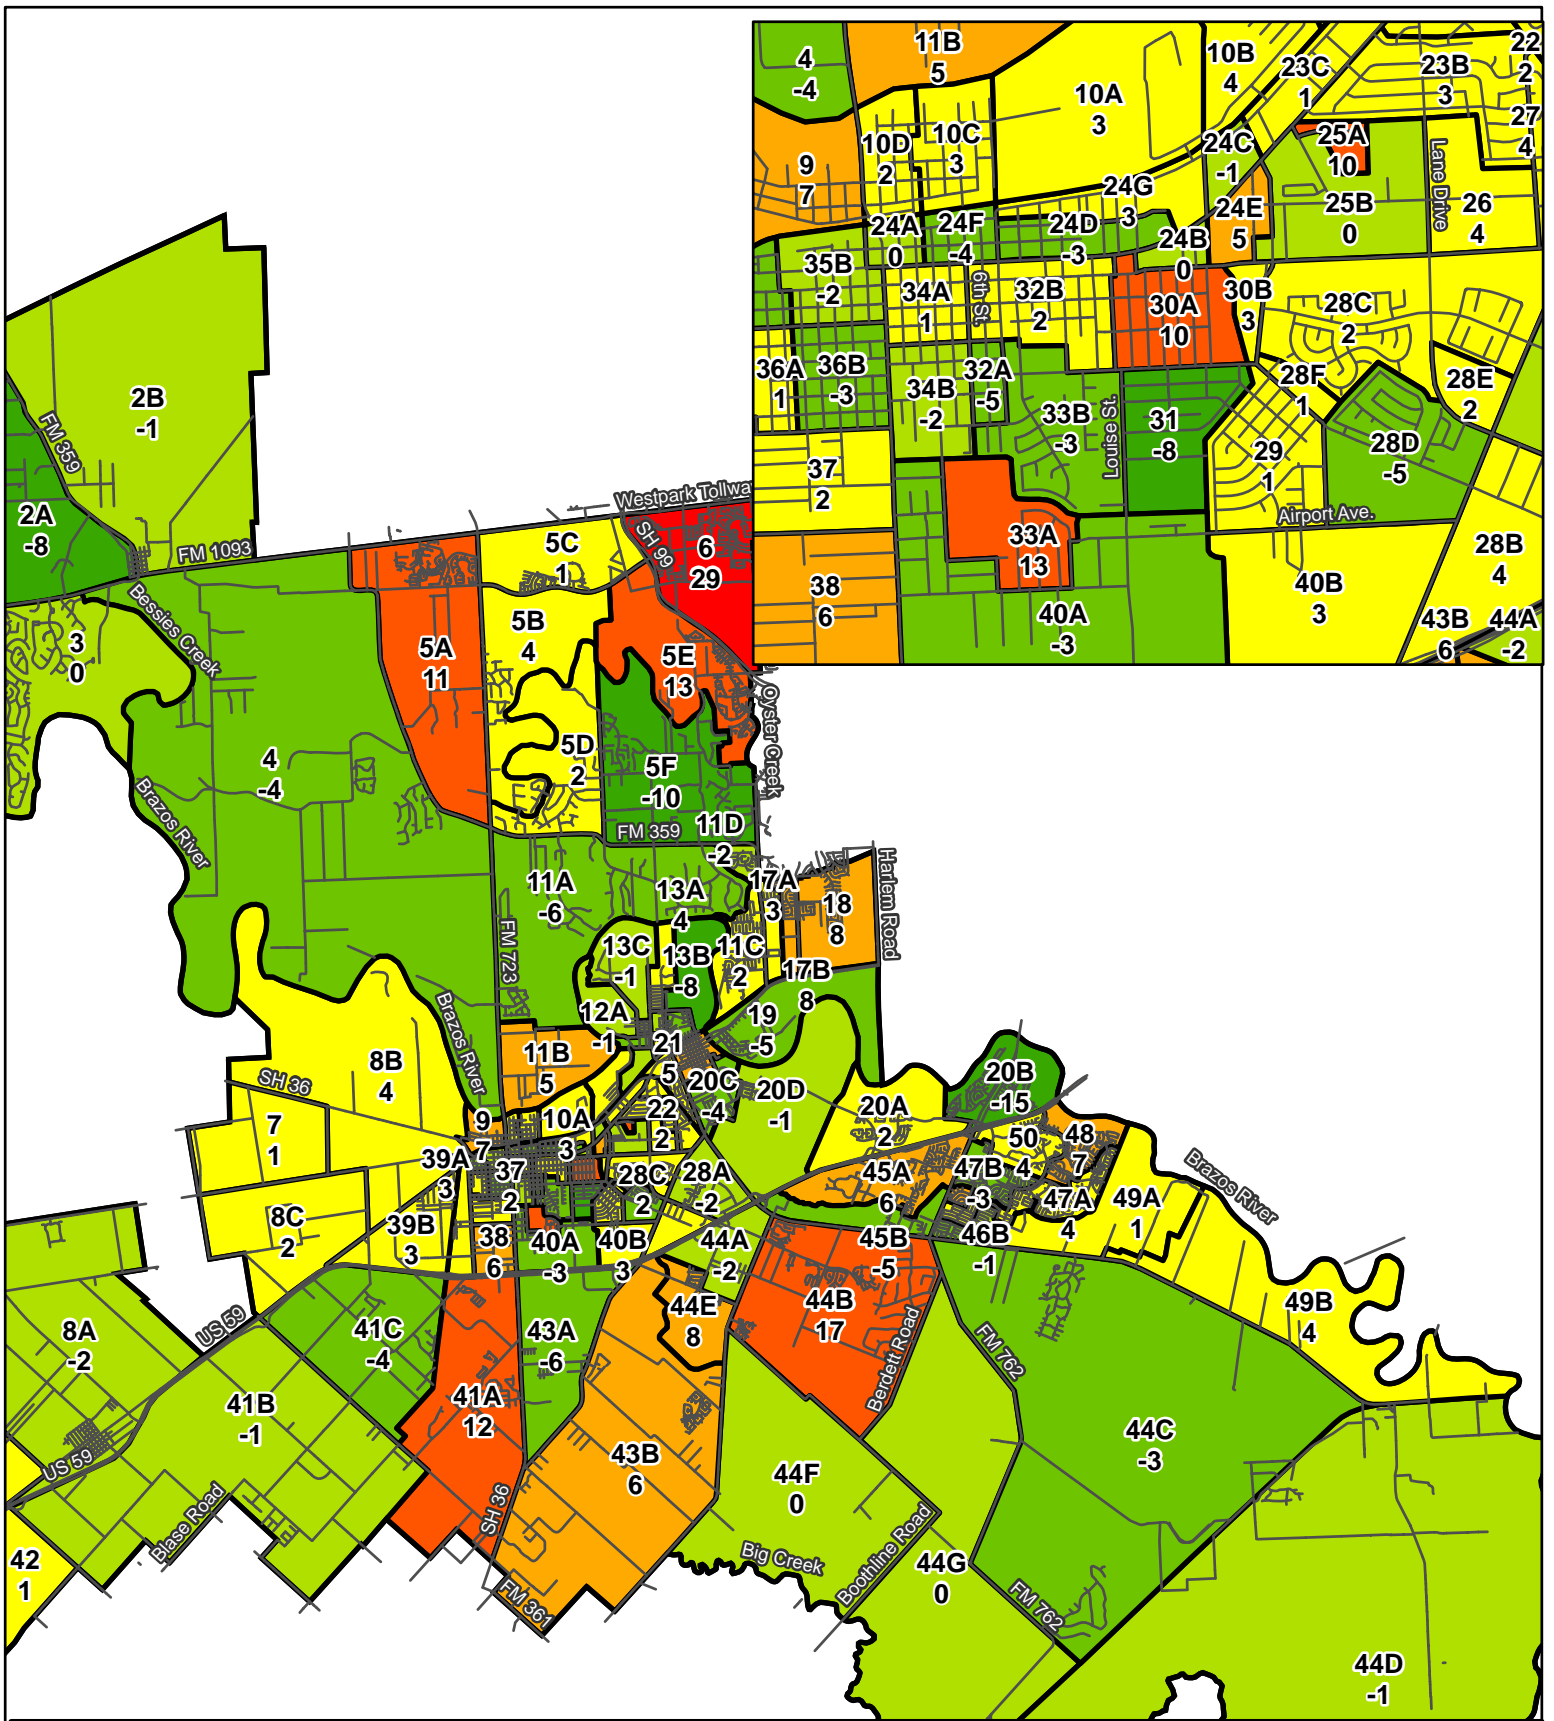 11B
5
4
-4
10A
3
10B
4
23C
1
23B
3
22
2
27
4
9
7
10D
2
10C
3
24C
-1
25A
10
Lane Drive
24G
3
24E
5
25B
0
26
4
24A
0
24F
-4
24D
-3
24B
0
35B
-2
34A
1
6th St.
32B
2
30A
10
30B
3
28C
2
36A
1
36B
-3
34B
-2
32A
-5
33B
-3
Louise St.
31
-8
28F
1
28E
2
29
1
28D
-5
37
2
Airport Ave.
33A
13
28B
4
38
6
40A
-3
40B
3
43B
6
44A
-2
2B
-1
FM 359
2A
-8
FM 1093
Westpark Tollway
SH 99
5C
1
6
29
Bessies Creek
3
0
5B
4
5A
11
5E
13
Oyster Creek
4
-4
5D
2
5F
-10
Brazos River
FM 359
11D
-2
11A
-6
13A
4
17A
3
18
8
Harlem Road
FM 723
13C
-1
13B
-8
11C
2
17B
8
Brazos River
12A
-1
21
5
19
-5
8B
4
SH 36
11B
5
20C
-4
20D
-1
20B
-15
20A
2
7
1
9
7
10A
3
22
2
50
4
48
7
39A
3
37
2
28C
2
28A
-2
45A
6
47B
-3
47A
4
49A
1
Brazos River
8C
2
39B
3
38
6
40A
-3
40B
3
44A
-2
45B
-5
46B
-1
8A
-2
US 59
41C
-4
43A
-6
44E
8
44B
17
Berdett Road
FM 762
49B
4
41B
-1
41A
12
43B
6
44C
-3
US 59
44F
0
Blase Road
SH 36
42
1
Big Creek
Boothline Road
44G
0
FM 361
FM 762
44D
-1